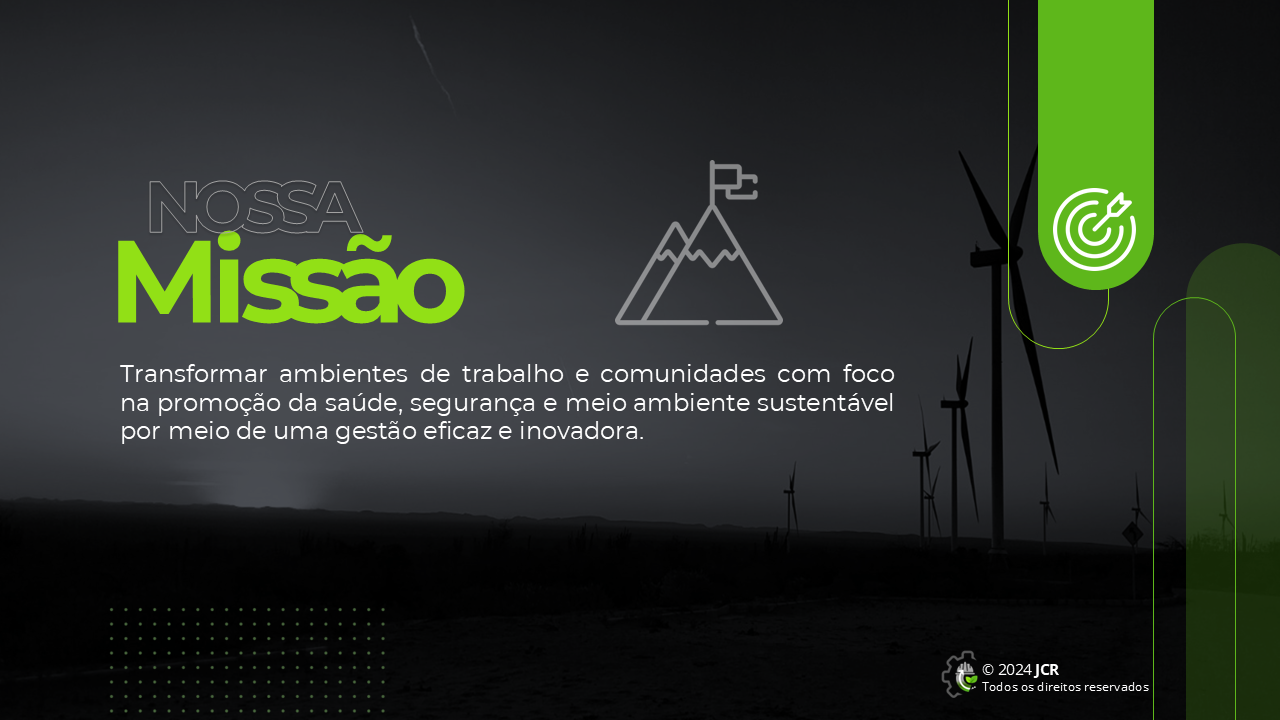 NOSSA
Missão
Transformar ambientes de trabalho e comunidades com foco
na promoção da saúde, segurança e meio ambiente sustentável
por meio de uma gestão eficaz e inovadora.
© 2024 JCR
Todos os direitos reservados